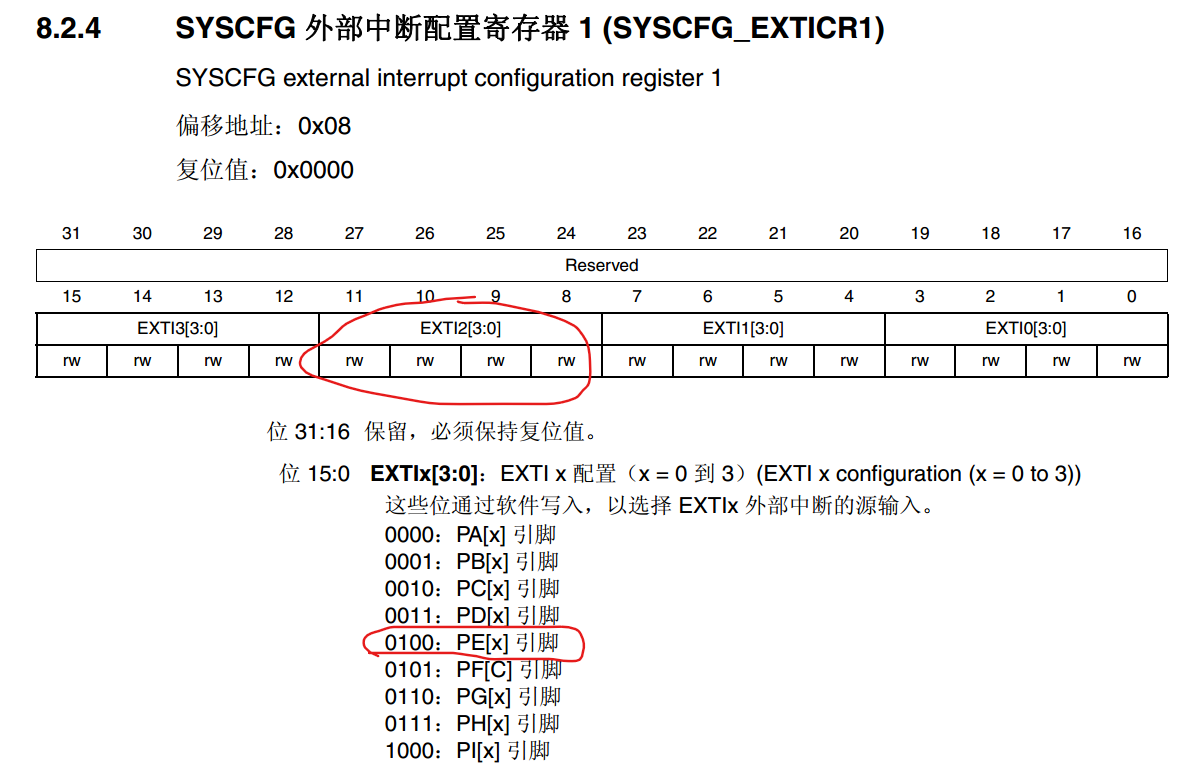 8.2.4 SYSCFG 外部中断配置寄存器 1 (SYSCFG_EXTICR1)
SYSCFG external interrupt configuration register 1
偏移地址：0x08
复位值：0x0000
31 30 29 28 27 26 25 24 23 22 21 20 19 18 17 16
Reserved
15 14 13 12 11 10 9 8 7 6 5 4 3 2 1 0
EXTI3[3:0] EXTI2[3:0] EXTI1[3:0] EXTI0[3:0]
rw rw rw rw rw rw rw rw rw rw rw rw rw rw rw rw
位 31:16 保留，必须保持复位值。
位 15:0 EXTIx[3:0]：EXTI x 配置（x = 0 到 3）(EXTI x configuration (x = 0 to 3))
这些位通过软件写入，以选择 EXTIx 外部中断的源输入。
0000：PA[x] 引脚
0001：PB[x] 引脚
0010：PC[x] 引脚
0011：PD[x] 引脚
0100：PE[x] 引脚
0101：PF[C] 引脚
0110：PG[x] 引脚
0111：PH[x] 引脚
1000：PI[x] 引脚